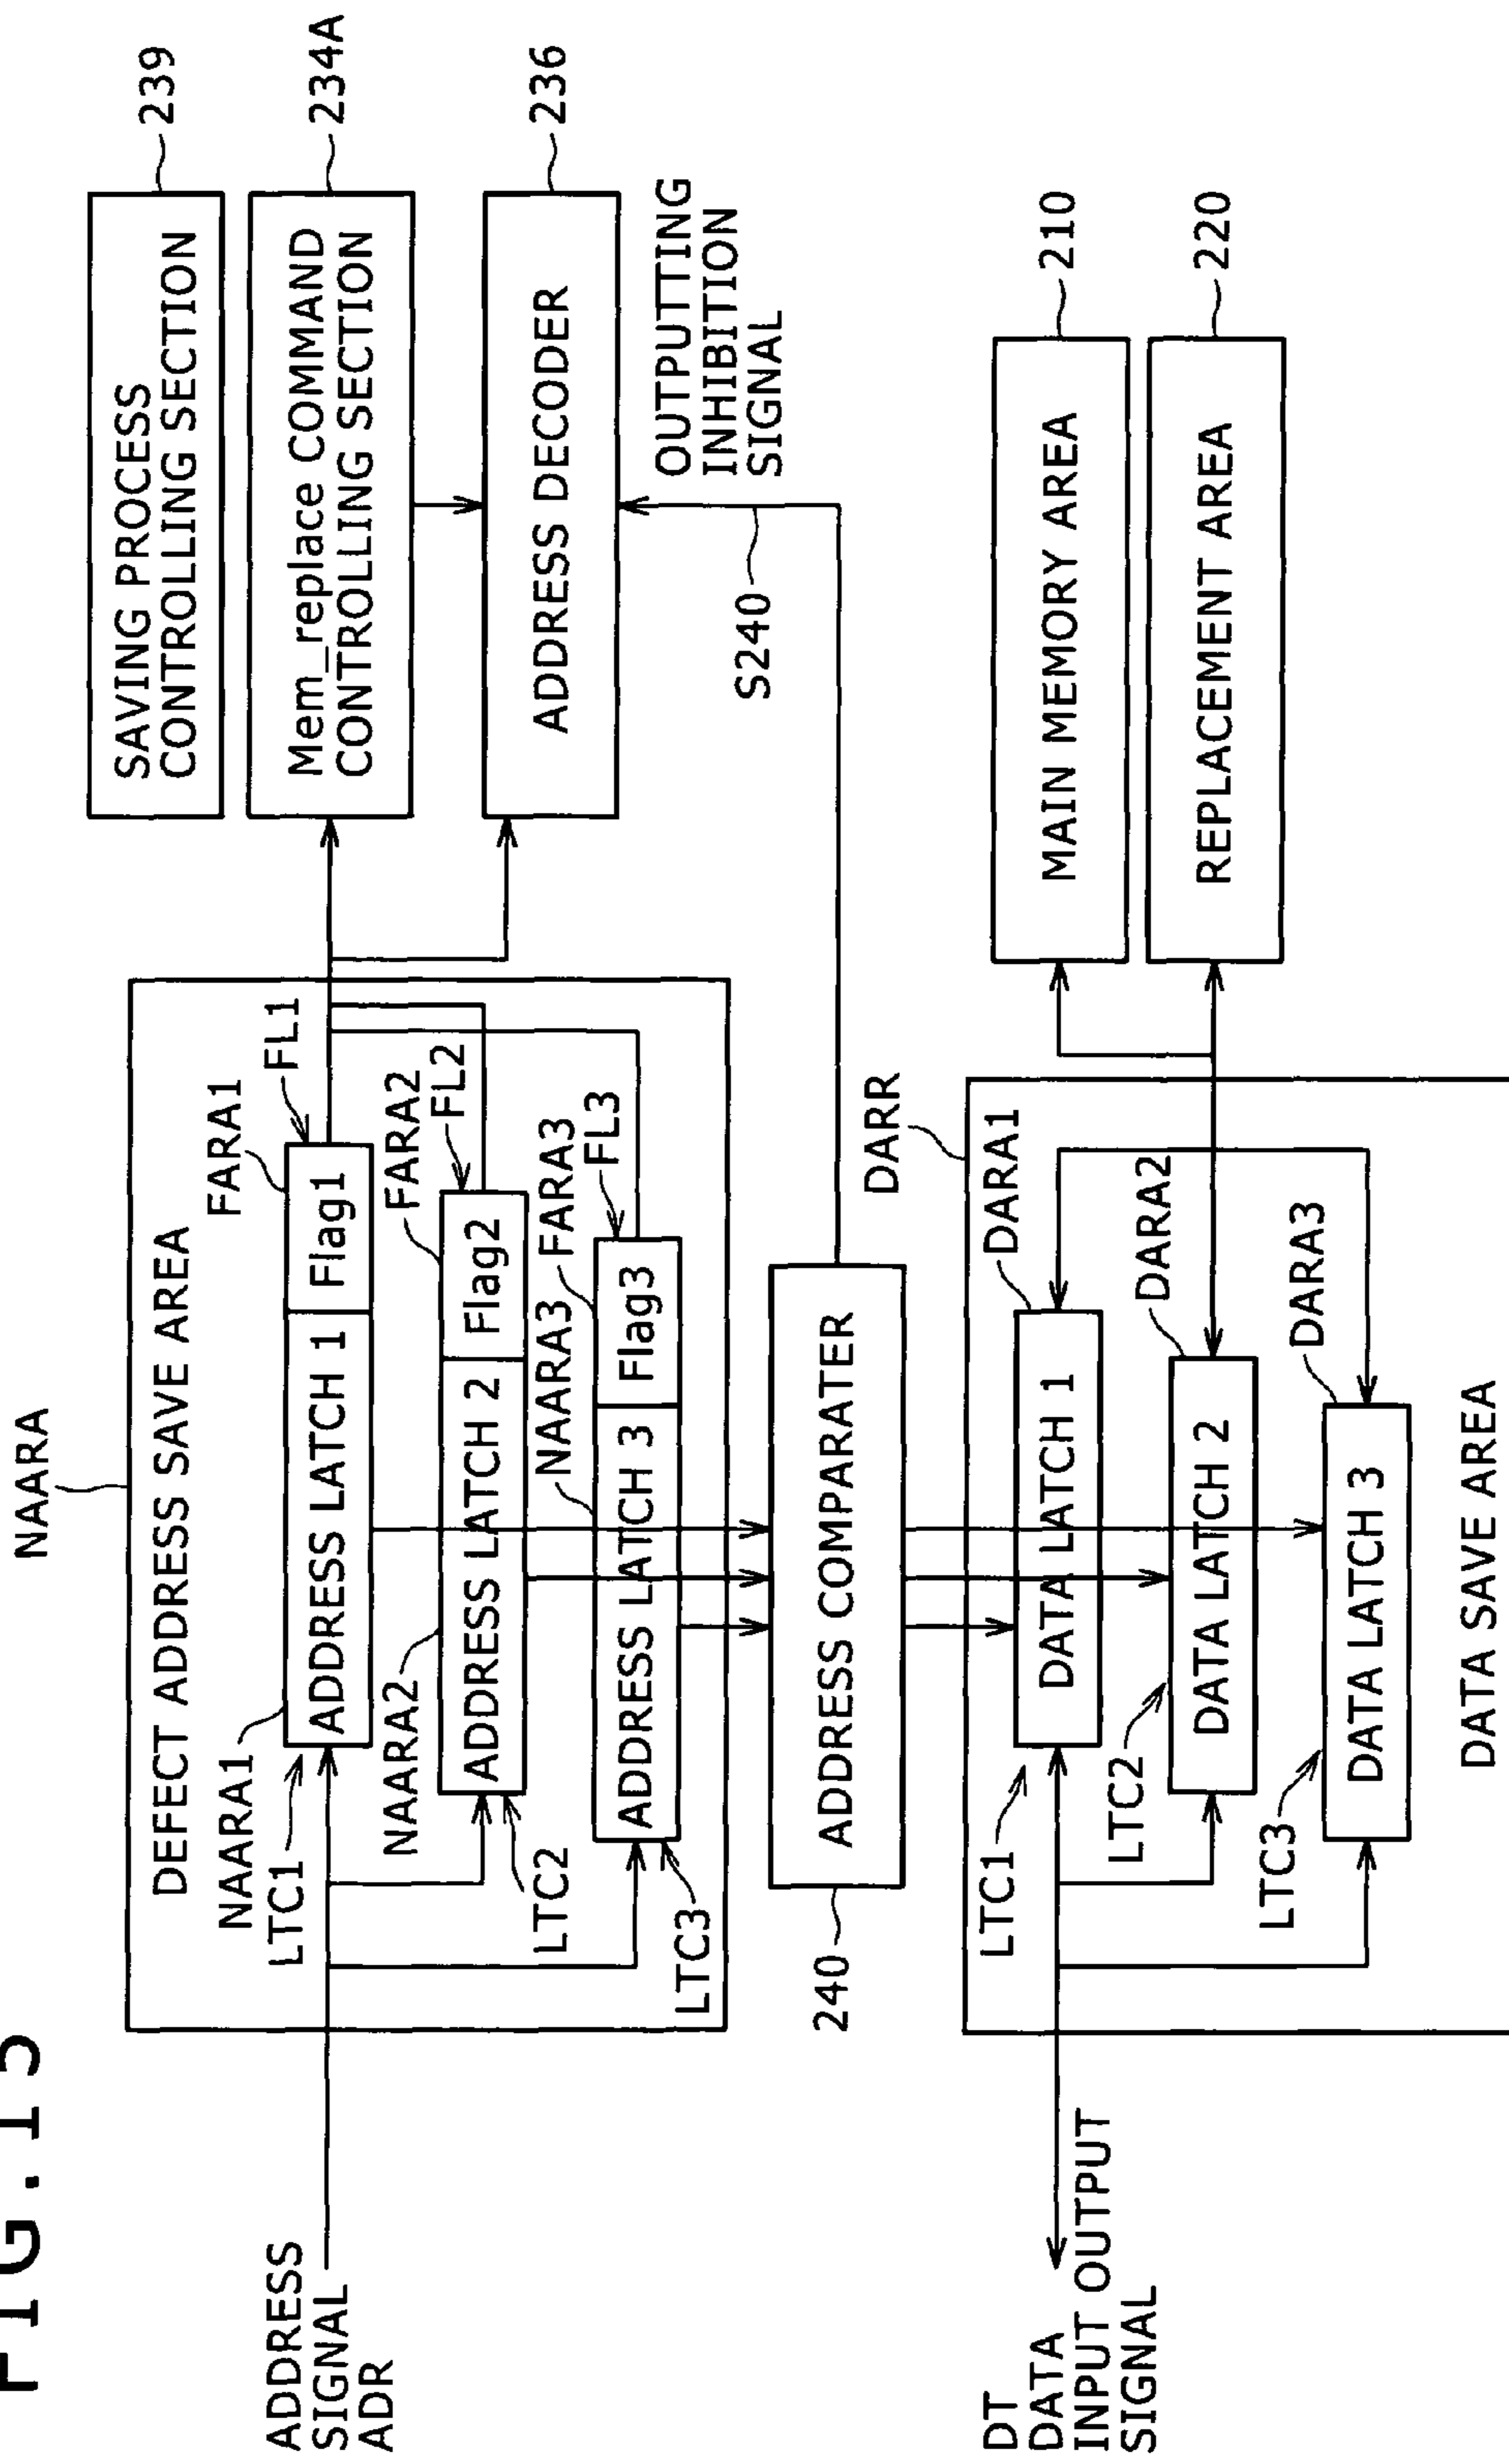 FIG.15
NAARA
DEFECT ADDRESS SAVE AREA
NAARA1
LTC1
ADDRESS LATCH 1
Flag1
FARA1
FL1
NAARA2
LTC2
ADDRESS LATCH 2
Flag2
FARA2
FL2
NAARA3
LTC3
ADDRESS LATCH 3
Flag3
FARA3
FL3
ADDRESS
SIGNAL
ADR
SAVING PROCESS
CONTROLLING SECTION
239
Mem_replace COMMAND
CONTROLLING SECTION
234A
ADDRESS DECODER
236
OUTPUTTING
INHIBITION
SIGNAL
S240
240
ADDRESS COMPARATER
DARR
DARA1
LTC1
DATA LATCH 1
DARA2
LTC2
DATA LATCH 2
DARA3
LTC3
DATA LATCH 3
DATA SAVE AREA
MAIN MEMORY AREA
210
REPLACEMENT AREA
220
DT
DATA
INPUT OUTPUT
SIGNAL